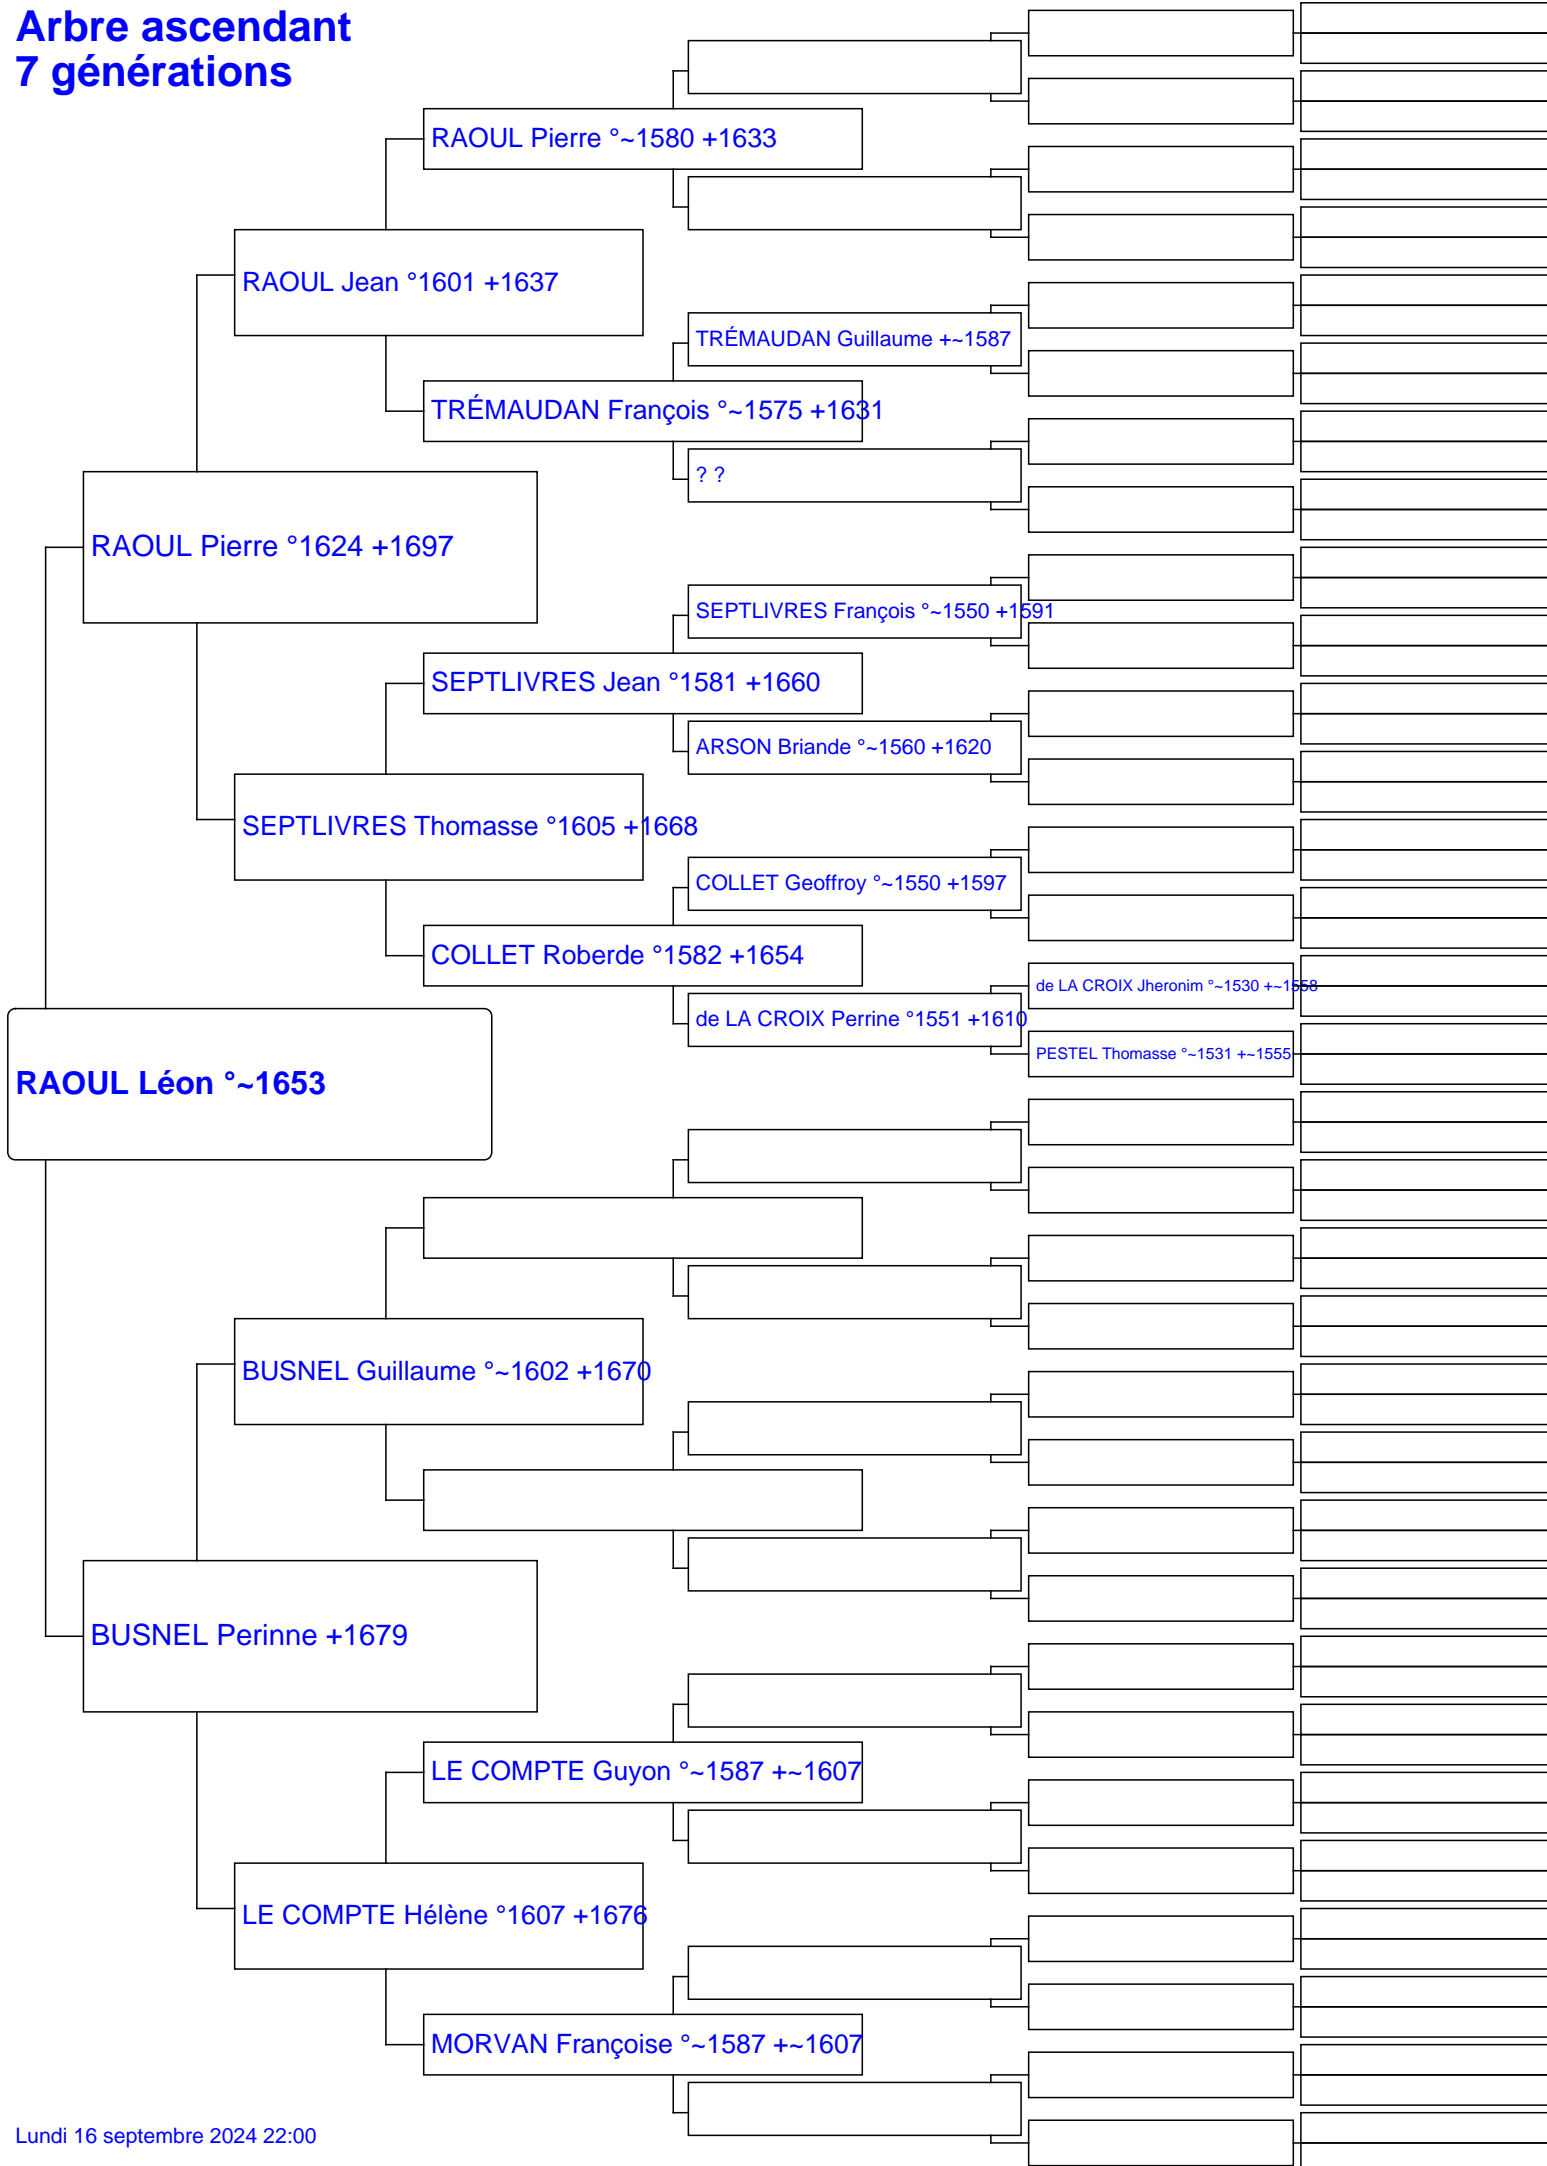 Arbre ascendant
7 générations
RAOUL Pierre °~1580 +1633
RAOUL Jean °1601 +1637
TRÉMAUDAN Guillaume +~1587
TRÉMAUDAN François °~1575 +1631
? ?
RAOUL Pierre °1624 +1697
SEPTLIVRES François °~1550 +1591
SEPTLIVRES Jean °1581 +1660
ARSON Briande °~1560 +1620
SEPTLIVRES Thomasse °1605 +1668
COLLET Geoffroy °~1550 +1597
COLLET Roberde °1582 +1654
de LA CROIX Jheronim °~1530 +~1558
de LA CROIX Perrine °1551 +1610
PESTEL Thomasse °~1531 +~1555
RAOUL Léon °~1653
BUSNEL Guillaume °~1602 +1670
BUSNEL Perinne +1679
LE COMPTE Guyon °~1587 +~1607
LE COMPTE Hélène °1607 +1676
MORVAN Françoise °~1587 +~1607
Lundi 16 septembre 2024 22:00